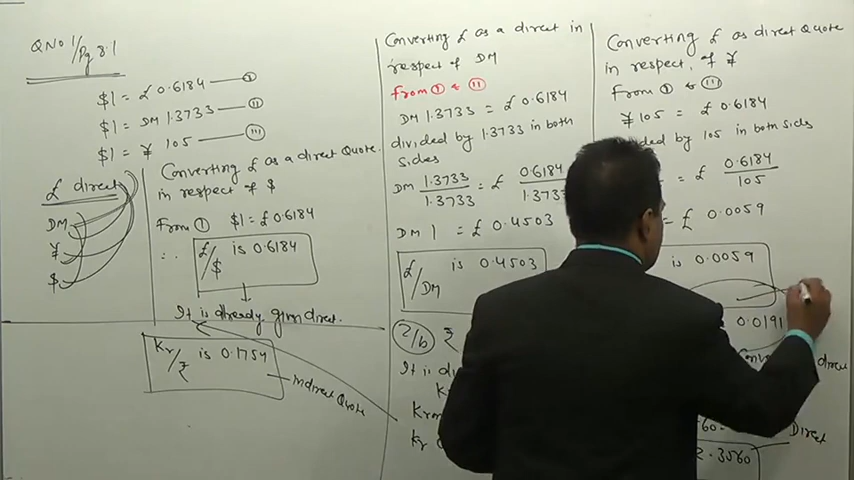 QNo 1/Pg 8.1
$1 = £ 0.6184 — I
$1 = DM 1.3733 — II
$1 = ¥ 105 — III
£ direct
DM
¥
$
Converting £ as a direct Quote.
in respect of $
From I $1 = £ 0.6184
∴ £/$ is 0.6184
It is already given direct.
Kr/₹ is 0.1754
Indirect Quote
Converting £ as a direct in
respect of DM
From I & II
DM 1.3733 = £ 0.6184
divided by 1.3733 in both
sides
DM 1.3733/1.3733 = £ 0.6184/1.373
DM 1 = £ 0.4503
£/DM is 0.4503
2/b ₹
It is di
K
Kr
Kr
Converting £ as direct Quote
in respect of ¥
From I & III
¥ 105 = £ 0.6184
ded by 105 in both sids
= £ 0.6184/105
= £ 0.0059
is 0.0059
0.0191
Conve
direct
60
Direct
2.3560